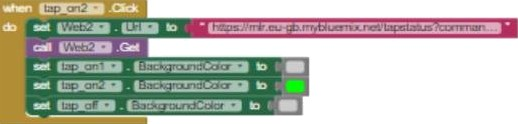 when tap_on2 .Click
do set Web2 . Url to " https://mlr.eu-gb.mybluemix.net/tapstatus?comman...
call Web2 .Get
set tap_on1 . BackgroundColor to
set tap_on2 . BackgroundColor to
set tap_off . BackgroundColor to